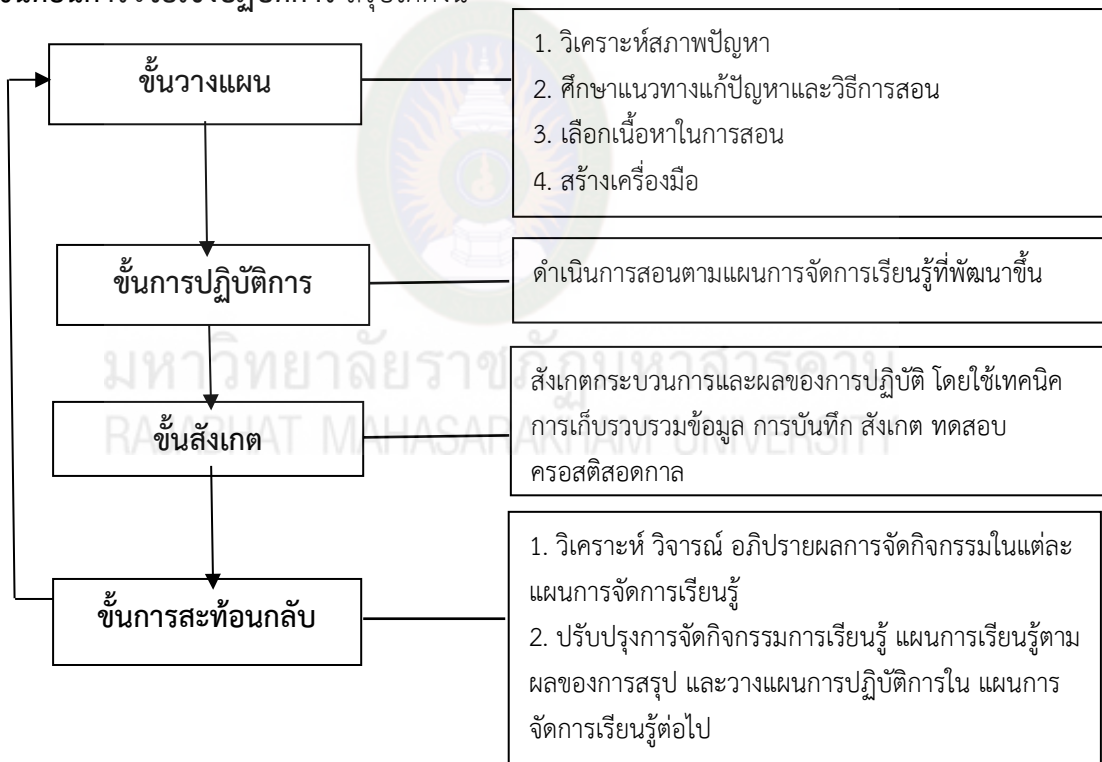 สรุปได้ดังนี้
ขั้นวางแผน
1. วิเคราะห์สภาพปัญหา
2. ศึกษาแนวทางแก้ปัญหาและวิธีการสอน
3. เลือกเนื้อหาในการสอน
4. สร้างเครื่องมือ
ขั้นการปฏิบัติการ
ดำเนินการสอนตามแผนการจัดการเรียนรู้ที่พัฒนาขึ้น
มหาวิทยาลัยราชภัฏมหาสารคาม
RAJABHAT MAHASARAKHAM UNIVERSITY
ขั้นสังเกต
สังเกตกระบวนการและผลของการปฏิบัติ โดยใช้เทคนิค
การเก็บรวบรวมข้อมูล การบันทึก สังเกต ทดสอบ
ครอสติสอดกาล
ขั้นการสะท้อนกลับ
1. วิเคราะห์ วิจารณ์ อภิปรายผลการจัดกิจกรรมในแต่ละ
แผนการจัดการเรียนรู้
2. ปรับปรุงการจัดกิจกรรมการเรียนรู้ แผนการเรียนรู้ตาม
ผลของการสรุป และวางแผนการปฏิบัติการใน แผนการ
จัดการเรียนรู้ต่อไป